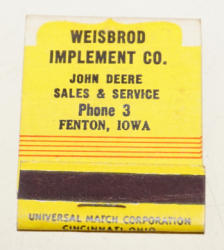 WEISBROD
IMPLEMENT CO.
JOHN DEERE
SALES & SERVICE
Phone 3
FENTON, IOWA
UNIVERSAL MATCH CORPORATION
CINCINNATI OHIO